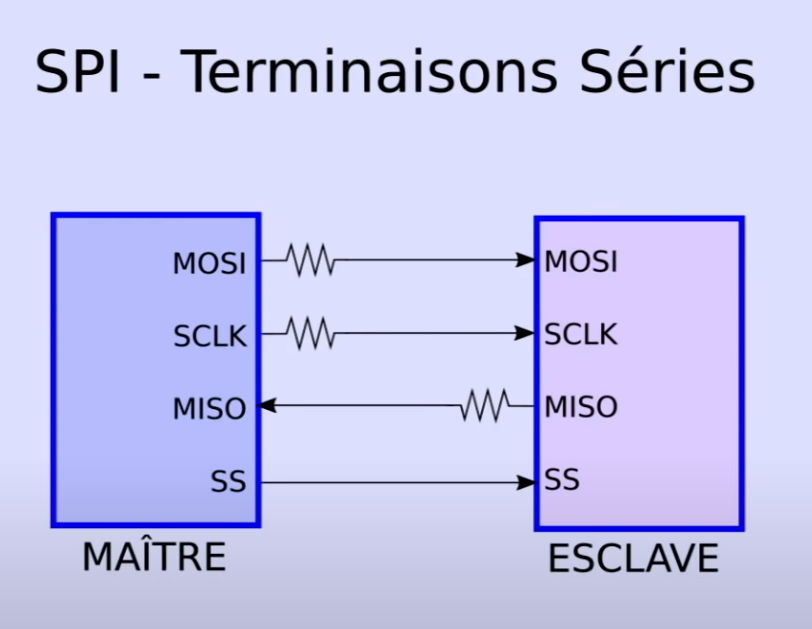 SPI - Terminaisons Séries
MOSI MOSI
SCLK SCLK
MISO MISO
SS SS
MAÎTRE ESCLAVE